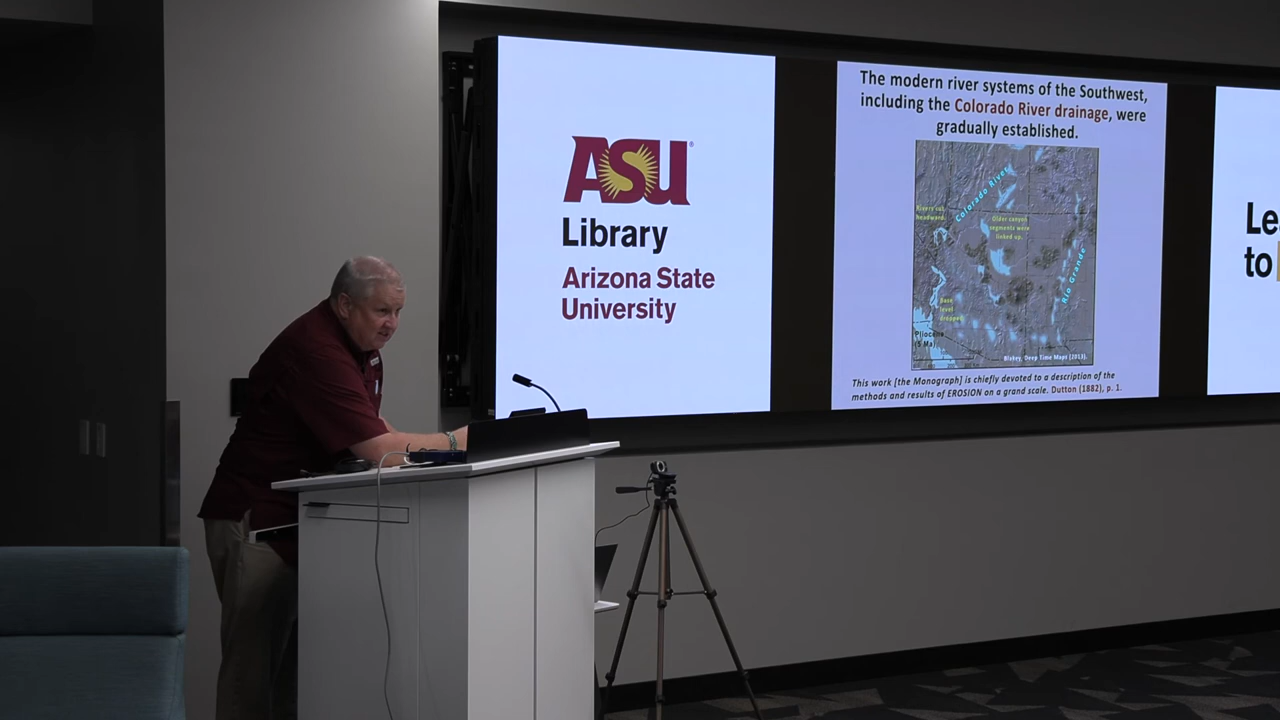 ASU
Library
Arizona State
University
The modern river systems of the Southwest,
including the Colorado River drainage, were
gradually established.
Colorado River
Rivers cut
headward.
Older canyon
segments were
linked up.
Rio Grande
Base
level
dropped.
Pliocene
(5 Ma)
Blakey, Deep Time Maps (2013).
This work [the Monograph] is chiefly devoted to a description of the
methods and results of EROSION on a grand scale. Dutton (1882), p. 1.
Le
to